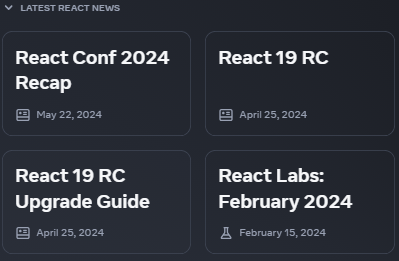 LATEST REACT NEWS
React Conf 2024
Recap
May 22, 2024
React 19 RC
April 25, 2024
React 19 RC
Upgrade Guide
April 25, 2024
React Labs:
February 2024
February 15, 2024